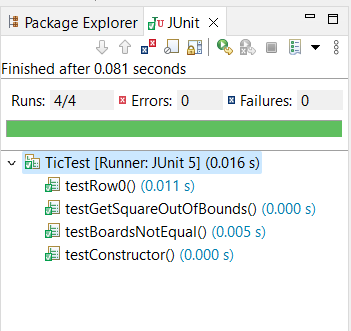 Package Explorer JUnit
Finished after 0.081 seconds
Runs: 4/4 Errors: 0 Failures: 0
TicTest [Runner: JUnit 5] (0.016 s)
testRow0() (0.011 s)
testGetSquareOutOfBounds() (0.000 s)
testBoardsNotEqual() (0.005 s)
testConstructor() (0.000 s)